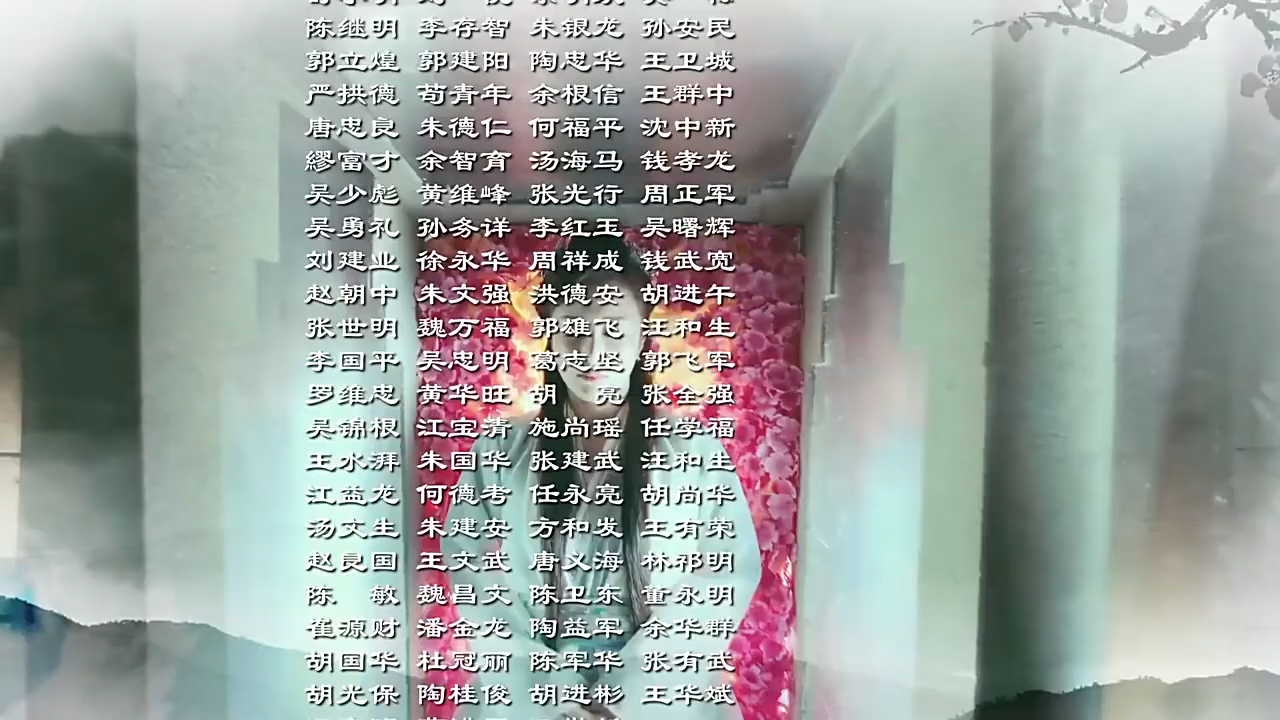 陈继明 李存智 朱银龙 孙安民
郭立煌 郭建阳 陶忠华 王卫城
严拱德 苟青年 余根信 王群中
唐忠良 朱德仁 何福平 沈中新
繆富才 余智育 汤海马 钱孝龙
吴少彪 黄维峰 张光行 周正军
吴勇礼 孙务详 李红玉 吴曙辉
刘建业 徐永华 周祥成 钱武宽
赵朝中 朱文强 洪德安 胡进午
张世明 魏万福 郭雄飞 汪和生
李国平 吴忠明 葛志坚 郭飞军
罗维忠 黄华旺 胡 亮 张全强
吴锦根 江宝清 施尚瑶 任学福
王水湃 朱国华 张建武 汪和生
江益龙 何德考 任永亮 胡尚华
汤文生 朱建安 方和发 王有荣
赵良国 王文武 唐义海 林祁明
陈 敏 魏昌文 陈卫东 董永明
崔源财 潘金龙 陶益军 余华群
胡国华 杜冠丽 陈军华 张有武
胡光保 陶桂俊 胡进彬 王华斌